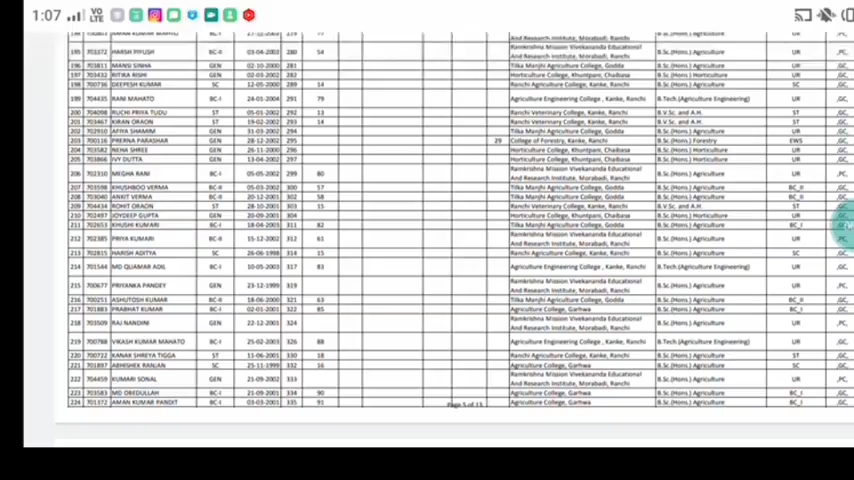 1:07 VO LTE
195 703372 HARSH PIYUSH BC-II 03-04-2003 280 54 Ramkrishna Mission Vivekananda Educational And Research Institute, Morabadi, Ranchi B.Sc.(Hons.) Agriculture UR ,PC,
196 703811 MANSI SINHA GEN 02-10-2000 281 Tilka Manjhi Agriculture College, Godda B.Sc.(Hons.) Agriculture UR ,GC,
197 703432 RITIKA RISHI GEN 02-03-2002 282 Horticulture College, Khuntpani, Chaibasa B.Sc.(Hons.) Horticulture UR ,GC,
198 700736 DEEPESH KUMAR SC 12-05-2000 289 14 Ranchi Agriculture College, Kanke, Ranchi B.Sc.(Hons.) Agriculture SC ,GC,
199 704435 RANI MAHATO BC-I 24-01-2004 291 79 Agriculture Engineering College , Kanke, Ranchi B.Tech.(Agriculture Engineering) UR ,GC,
200 704098 RUCHI PRIYA TUDU ST 05-01-2002 292 13 Ranchi Veterinary College, Kanke, Ranchi B.V.Sc. and A.H. ST ,GC,
201 703467 KIRAN ORAON ST 19-02-2002 293 14 Ranchi Agriculture College, Kanke, Ranchi B.Sc.(Hons.) Agriculture ST ,GC,
202 702910 AFIYA SHAMIM GEN 31-03-2002 294 Tilka Manjhi Agriculture College, Godda B.Sc.(Hons.) Agriculture UR ,GC,
203 700116 PRERNA PARASHAR GEN 28-12-2002 295 29 College of Forestry, Kanke, Ranchi B.Sc.(Hons.) Forestry EWS ,GC,
204 703582 NEHA SHREE GEN 26-11-2000 296 Horticulture College, Khuntpani, Chaibasa B.Sc.(Hons.) Horticulture UR ,GC,
205 703866 IVY DUTTA GEN 13-04-2002 297 Horticulture College, Khuntpani, Chaibasa B.Sc.(Hons.) Horticulture UR ,GC,
206 702310 MEGHA RANI BC-I 05-05-2002 299 80 Ramkrishna Mission Vivekananda Educational And Research Institute, Morabadi, Ranchi B.Sc.(Hons.) Agriculture UR ,PC,
207 703598 KHUSHBOO VERMA BC-II 05-03-2002 300 57 Tilka Manjhi Agriculture College, Godda B.Sc.(Hons.) Agriculture BC_II ,GC,
208 703040 ANKIT VERMA BC-II 20-12-2001 302 58 Tilka Manjhi Agriculture College, Godda B.Sc.(Hons.) Agriculture BC_II ,GC,
209 704434 ROHIT ORAON ST 28-10-2001 303 15 Ranchi Veterinary College, Kanke, Ranchi B.V.Sc. and A.H. ST ,GC,
210 702497 JOYDEEP GUPTA GEN 20-09-2001 304 Horticulture College, Khuntpani, Chaibasa B.Sc.(Hons.) Horticulture UR ,GC,
211 702653 KHUSHI KUMARI BC-I 18-04-2003 311 82 Agriculture College, Garhwa B.Sc.(Hons.) Agriculture BC_I ,GC,
212 702385 PRIYA KUMARI BC-II 15-12-2002 312 61 Ramkrishna Mission Vivekananda Educational And Research Institute, Morabadi, Ranchi B.Sc.(Hons.) Agriculture UR ,PC,
213 702815 HARISH ADITYA SC 26-06-1998 314 15 Ranchi Agriculture College, Kanke, Ranchi B.Sc.(Hons.) Agriculture SC ,GC,
214 701544 MD QUAMAR ADIL BC-I 10-05-2003 317 83 Agriculture Engineering College , Kanke, Ranchi B.Tech.(Agriculture Engineering) UR ,GC,
215 700677 PRIYANKA PANDEY GEN 23-12-1999 319 Ramkrishna Mission Vivekananda Educational And Research Institute, Morabadi, Ranchi B.Sc.(Hons.) Agriculture UR ,PC,
216 700251 ASHUTOSH KUMAR BC-II 18-06-2000 321 63 Tilka Manjhi Agriculture College, Godda B.Sc.(Hons.) Agriculture BC_II ,GC,
217 701883 PRABHAT KUMAR BC-I 02-01-2001 322 85 Agriculture College, Garhwa B.Sc.(Hons.) Agriculture BC_I ,GC,
218 703509 RAJ NANDINI GEN 22-12-2001 324 Ramkrishna Mission Vivekananda Educational And Research Institute, Morabadi, Ranchi B.Sc.(Hons.) Agriculture UR ,PC,
219 700788 VIKASH KUMAR MAHATO BC-I 25-02-2003 326 88 Agriculture Engineering College , Kanke, Ranchi B.Tech.(Agriculture Engineering) UR ,GC,
220 700722 KANAK SHREYA TIGGA ST 11-06-2001 330 18 Ranchi Agriculture College, Kanke, Ranchi B.Sc.(Hons.) Agriculture ST ,GC,
221 701897 ABHISHEK RANJAN SC 25-11-1999 332 16 Agriculture College, Garhwa B.Sc.(Hons.) Agriculture SC ,GC,
222 704459 KUMARI SONAL GEN 21-09-2002 333 Ramkrishna Mission Vivekananda Educational And Research Institute, Morabadi, Ranchi B.Sc.(Hons.) Agriculture UR ,PC,
223 703583 MD OBEDULLAH BC-I 21-09-2001 334 90 Agriculture College, Garhwa B.Sc.(Hons.) Agriculture BC_I ,GC,
224 701372 AMAN KUMAR PANDIT BC-I 03-03-2001 335 91 Agriculture College, Garhwa B.Sc.(Hons.) Agriculture BC_I ,GC,
Page 5 of 15